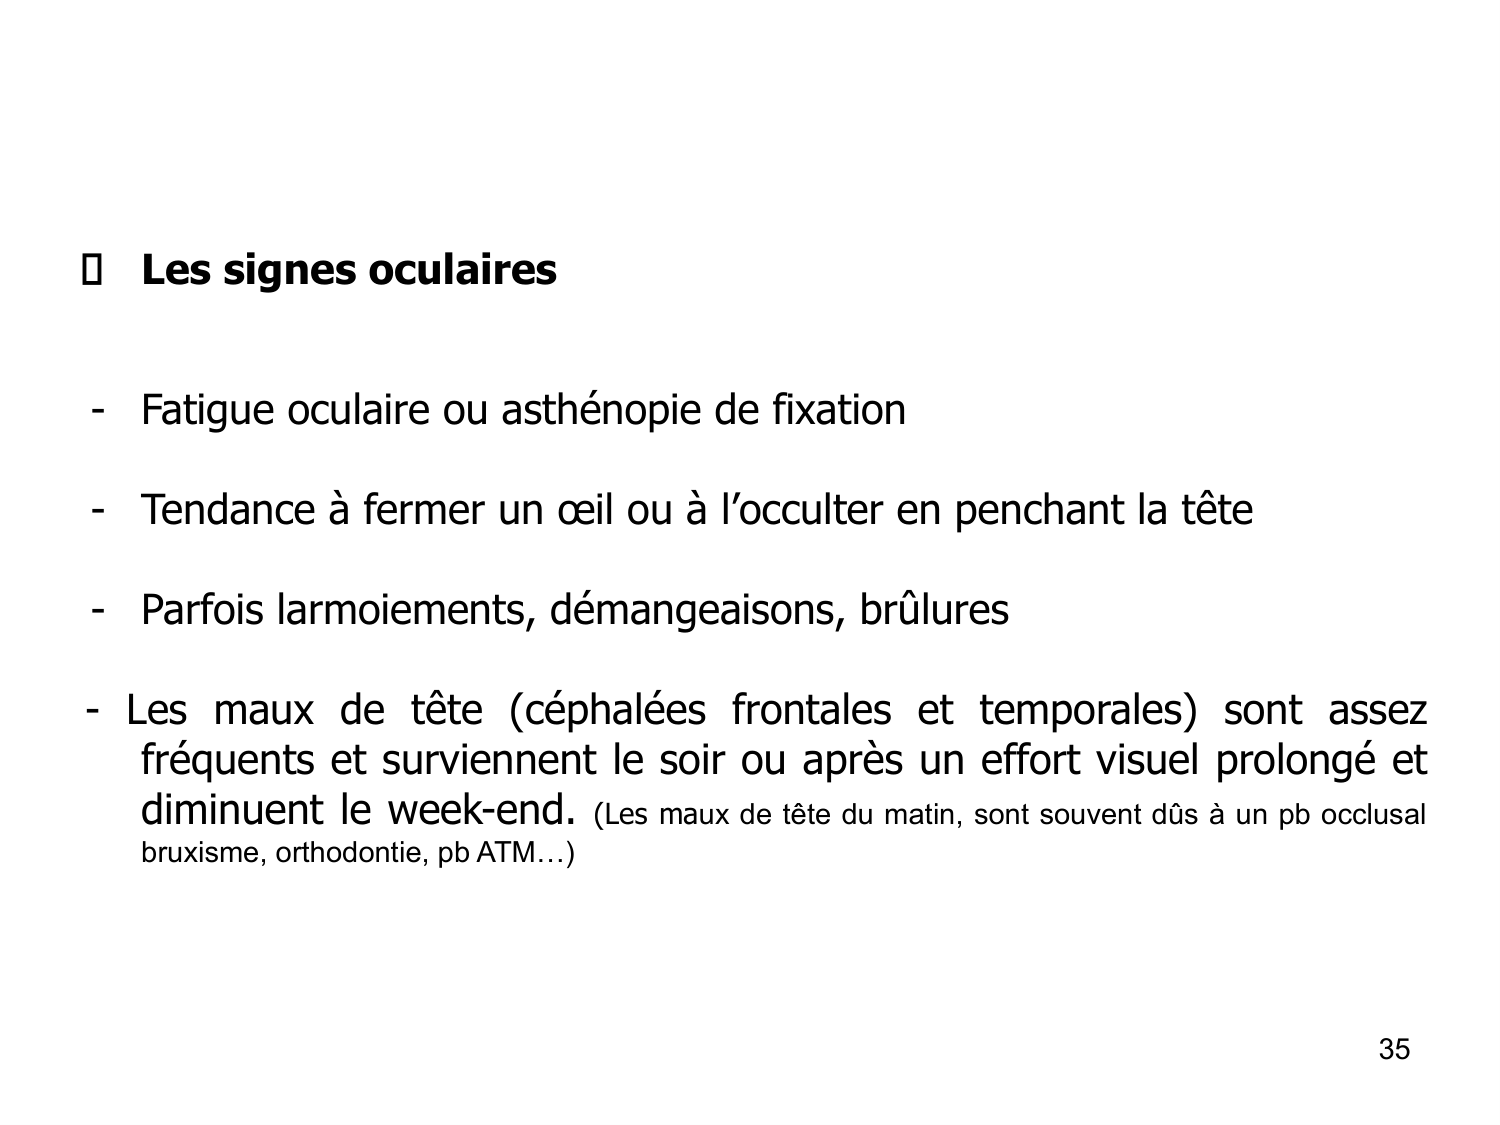 Les signes oculaires
- Fatigue oculaire ou asthénopie de fixation
- Tendance à fermer un œil ou à l’occulter en penchant la tête
- Parfois larmoiements, démangeaisons, brûlures
- Les maux de tête (céphalées frontales et temporales) sont assez
fréquents et surviennent le soir ou après un effort visuel prolongé et
diminuent le week-end. (Les maux de tête du matin, sont souvent dûs à un pb occlusal
bruxisme, orthodontie, pb ATM…)
35